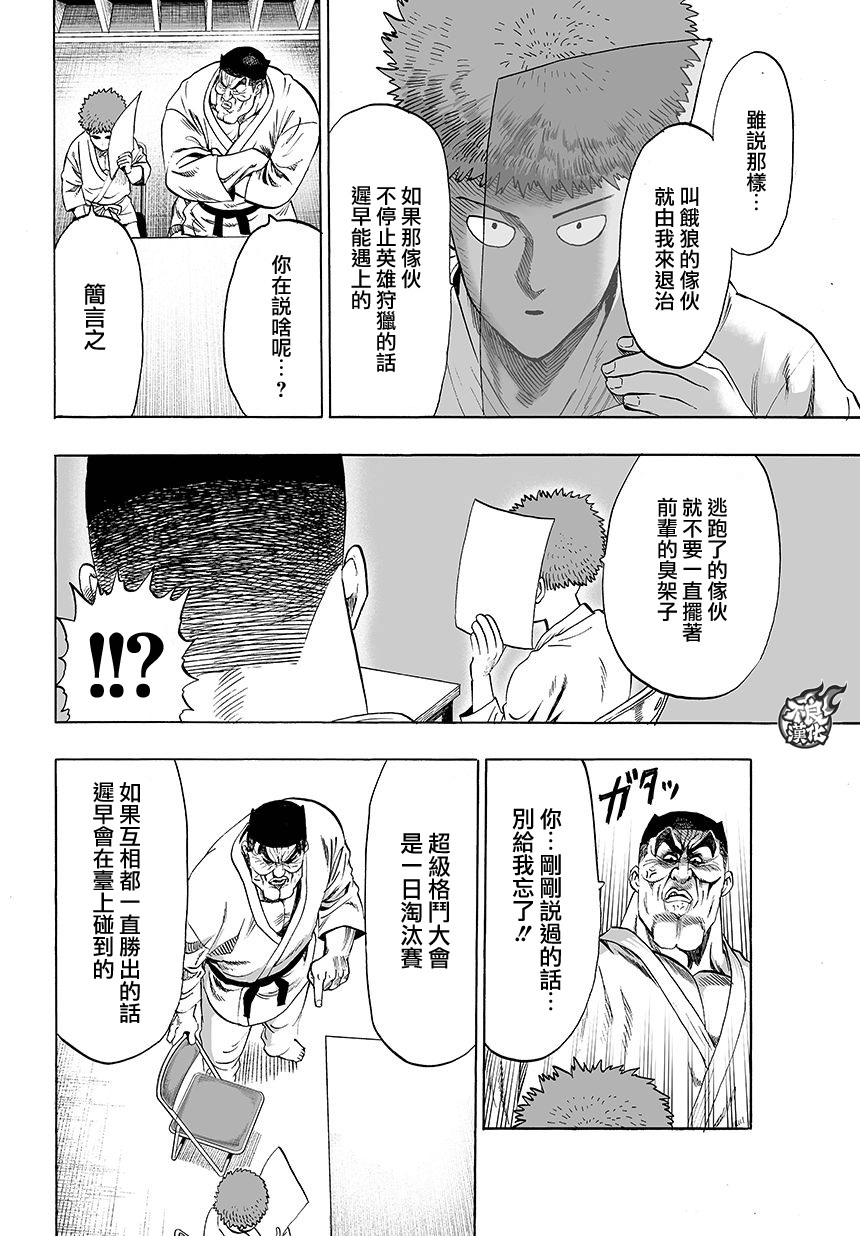 雖説那樣…
叫餓狼的傢伙
就由我來退治
如果那傢伙
不停止英雄狩獵的話
遲早能遇上的
你在説啥呢…?
簡言之
逃跑了的傢伙
就不要一直擺著
前輩的臭架子
!!?
不良
漢化
ガタッ
你…剛剛説過的話…
別給我忘了!!
超級格鬥大會
是一日淘汰賽
如果互相都一直勝出的話
遲早會在臺上碰到的